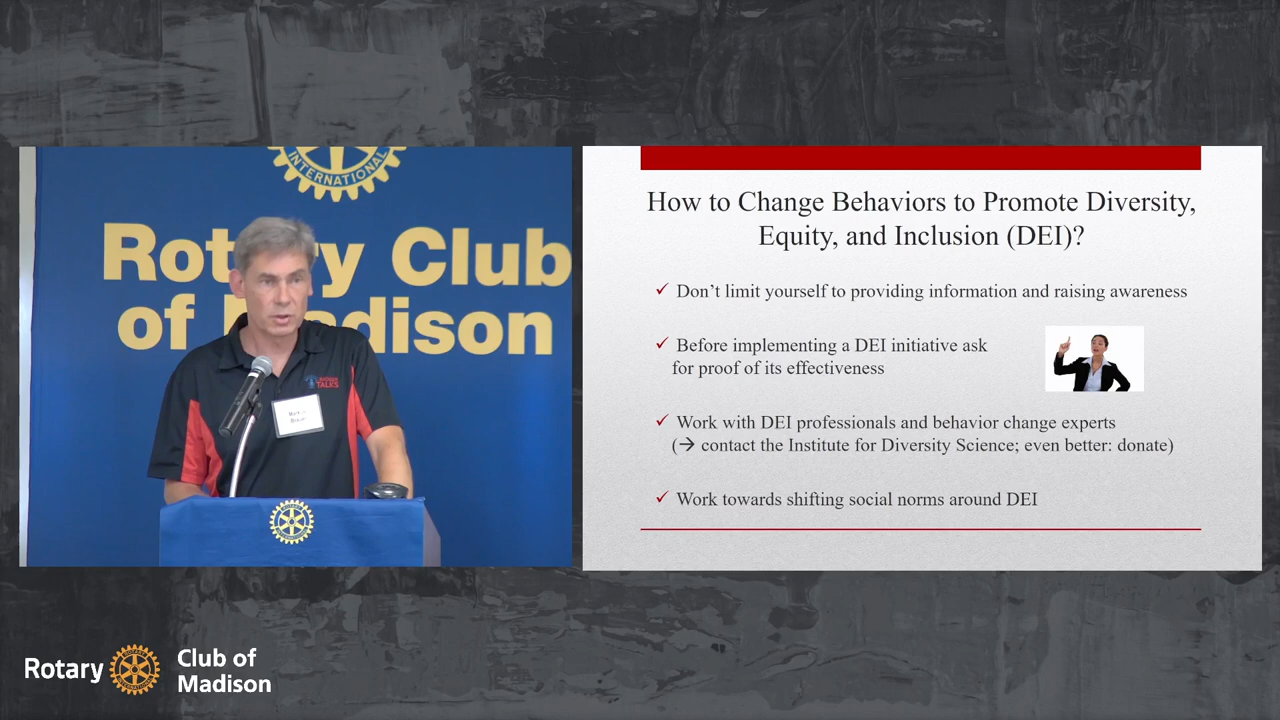 INTERNATIONAL
Rotary Club
of Madison
TALKS
How to Change Behaviors to Promote Diversity,
Equity, and Inclusion (DEI)?
✓ Don’t limit yourself to providing information and raising awareness
✓ Before implementing a DEI initiative ask
for proof of its effectiveness
✓ Work with DEI professionals and behavior change experts
(→ contact the Institute for Diversity Science; even better: donate)
✓ Work towards shifting social norms around DEI
Rotary
Club of
Madison